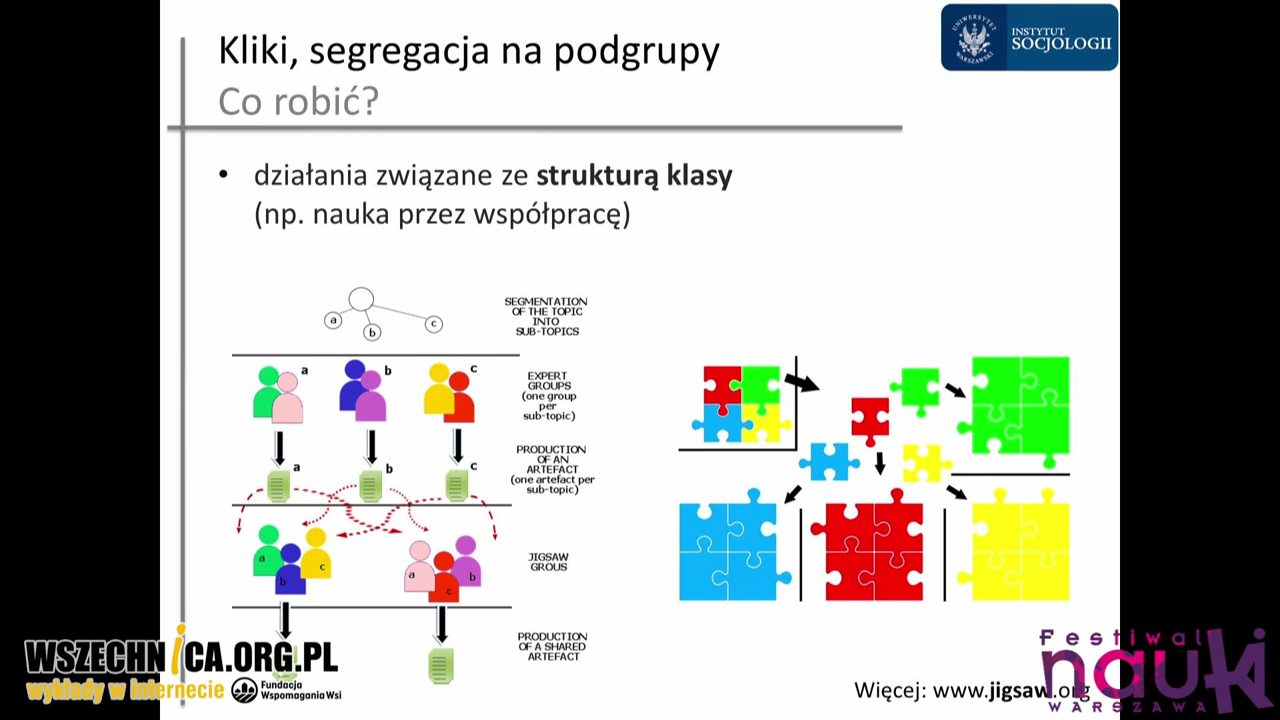 Kliki, segregacja na podgrupy
Co robić?
UNIWERSYTET
WARSZAWSKI
INSTYTUT
SOCJOLOGII
• działania związane ze strukturą klasy
(np. nauka przez współpracę)
a
b
c
SEGMENTATION
OF THE TOPIC
INTO
SUB-TOPICS
a
b
c
EXPERT
GROUPS
(one group
per
sub-topic)
a
b
c
PRODUCTION
OF AN
ARTEFACT
(one artefact per
sub-topic)
a
b
c
a
c
b
JIGSAW
GROUS
PRODUCTION
OF A SHARED
ARTEFACT
WSZECHNICA.ORG.PL
wykłady w Internecie
Fundacja
Wspomagania Wsi
Więcej: www.jigsaw.org
Festiwal
nauki
WARSZAWA